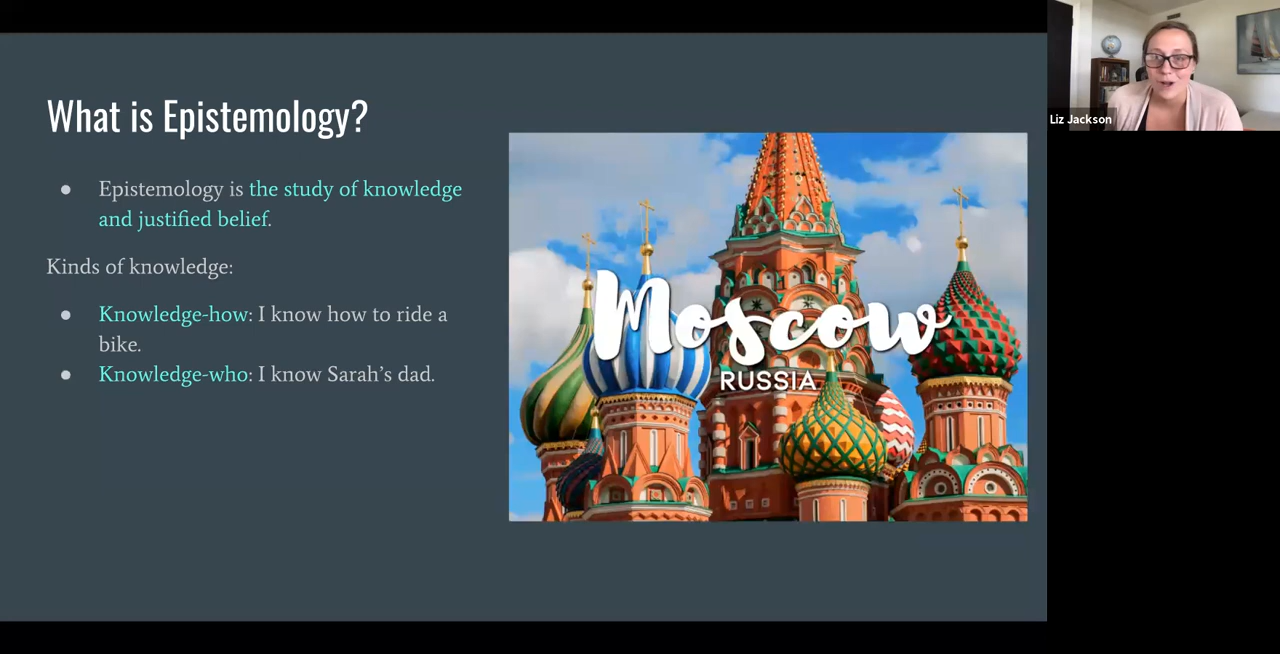 What is Epistemology?
● Epistemology is the study of knowledge
and justified belief.
Kinds of knowledge:
● Knowledge-how: I know how to ride a
bike.
● Knowledge-who: I know Sarah’s dad.
Moscow
RUSSIA
Liz Jackson